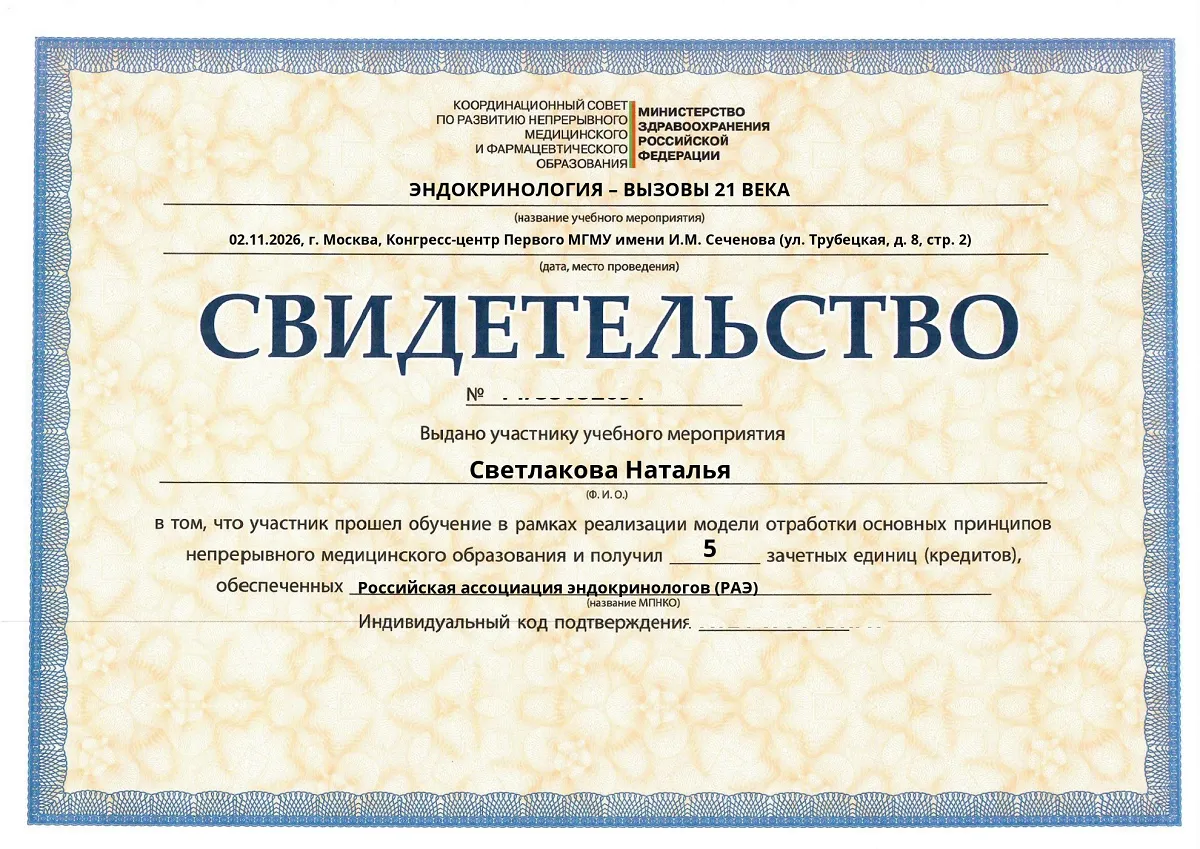 КООРДИНАЦИОННЫЙ СОВЕТ
ПО РАЗВИТИЮ НЕПРЕРЫВНОГО
МЕДИЦИНСКОГО
И ФАРМАЦЕВТИЧЕСКОГО
ОБРАЗОВАНИЯ
МИНИСТЕРСТВО
ЗДРАВООХРАНЕНИЯ
РОССИЙСКОЙ
ФЕДЕРАЦИИ
ЭНДОКРИНОЛОГИЯ – ВЫЗОВЫ 21 ВЕКА
(название учебного мероприятия)
02.11.2026, г. Москва, Конгресс-центр Первого МГМУ имени И.М. Сеченова (ул. Трубецкая, д. 8, стр. 2)
(дата, место проведения)
СВИДЕТЕЛЬСТВО
№
Выдано участнику учебного мероприятия
Светлакова Наталья
(Ф. И. О.)
в том, что участник прошел обучение в рамках реализации модели отработки основных принципов
непрерывного медицинского образования и получил 5 зачетных единиц (кредитов),
обеспеченных Российская ассоциация эндокринологов (РАЭ)
(название МПНКО)
Индивидуальный код подтверждения